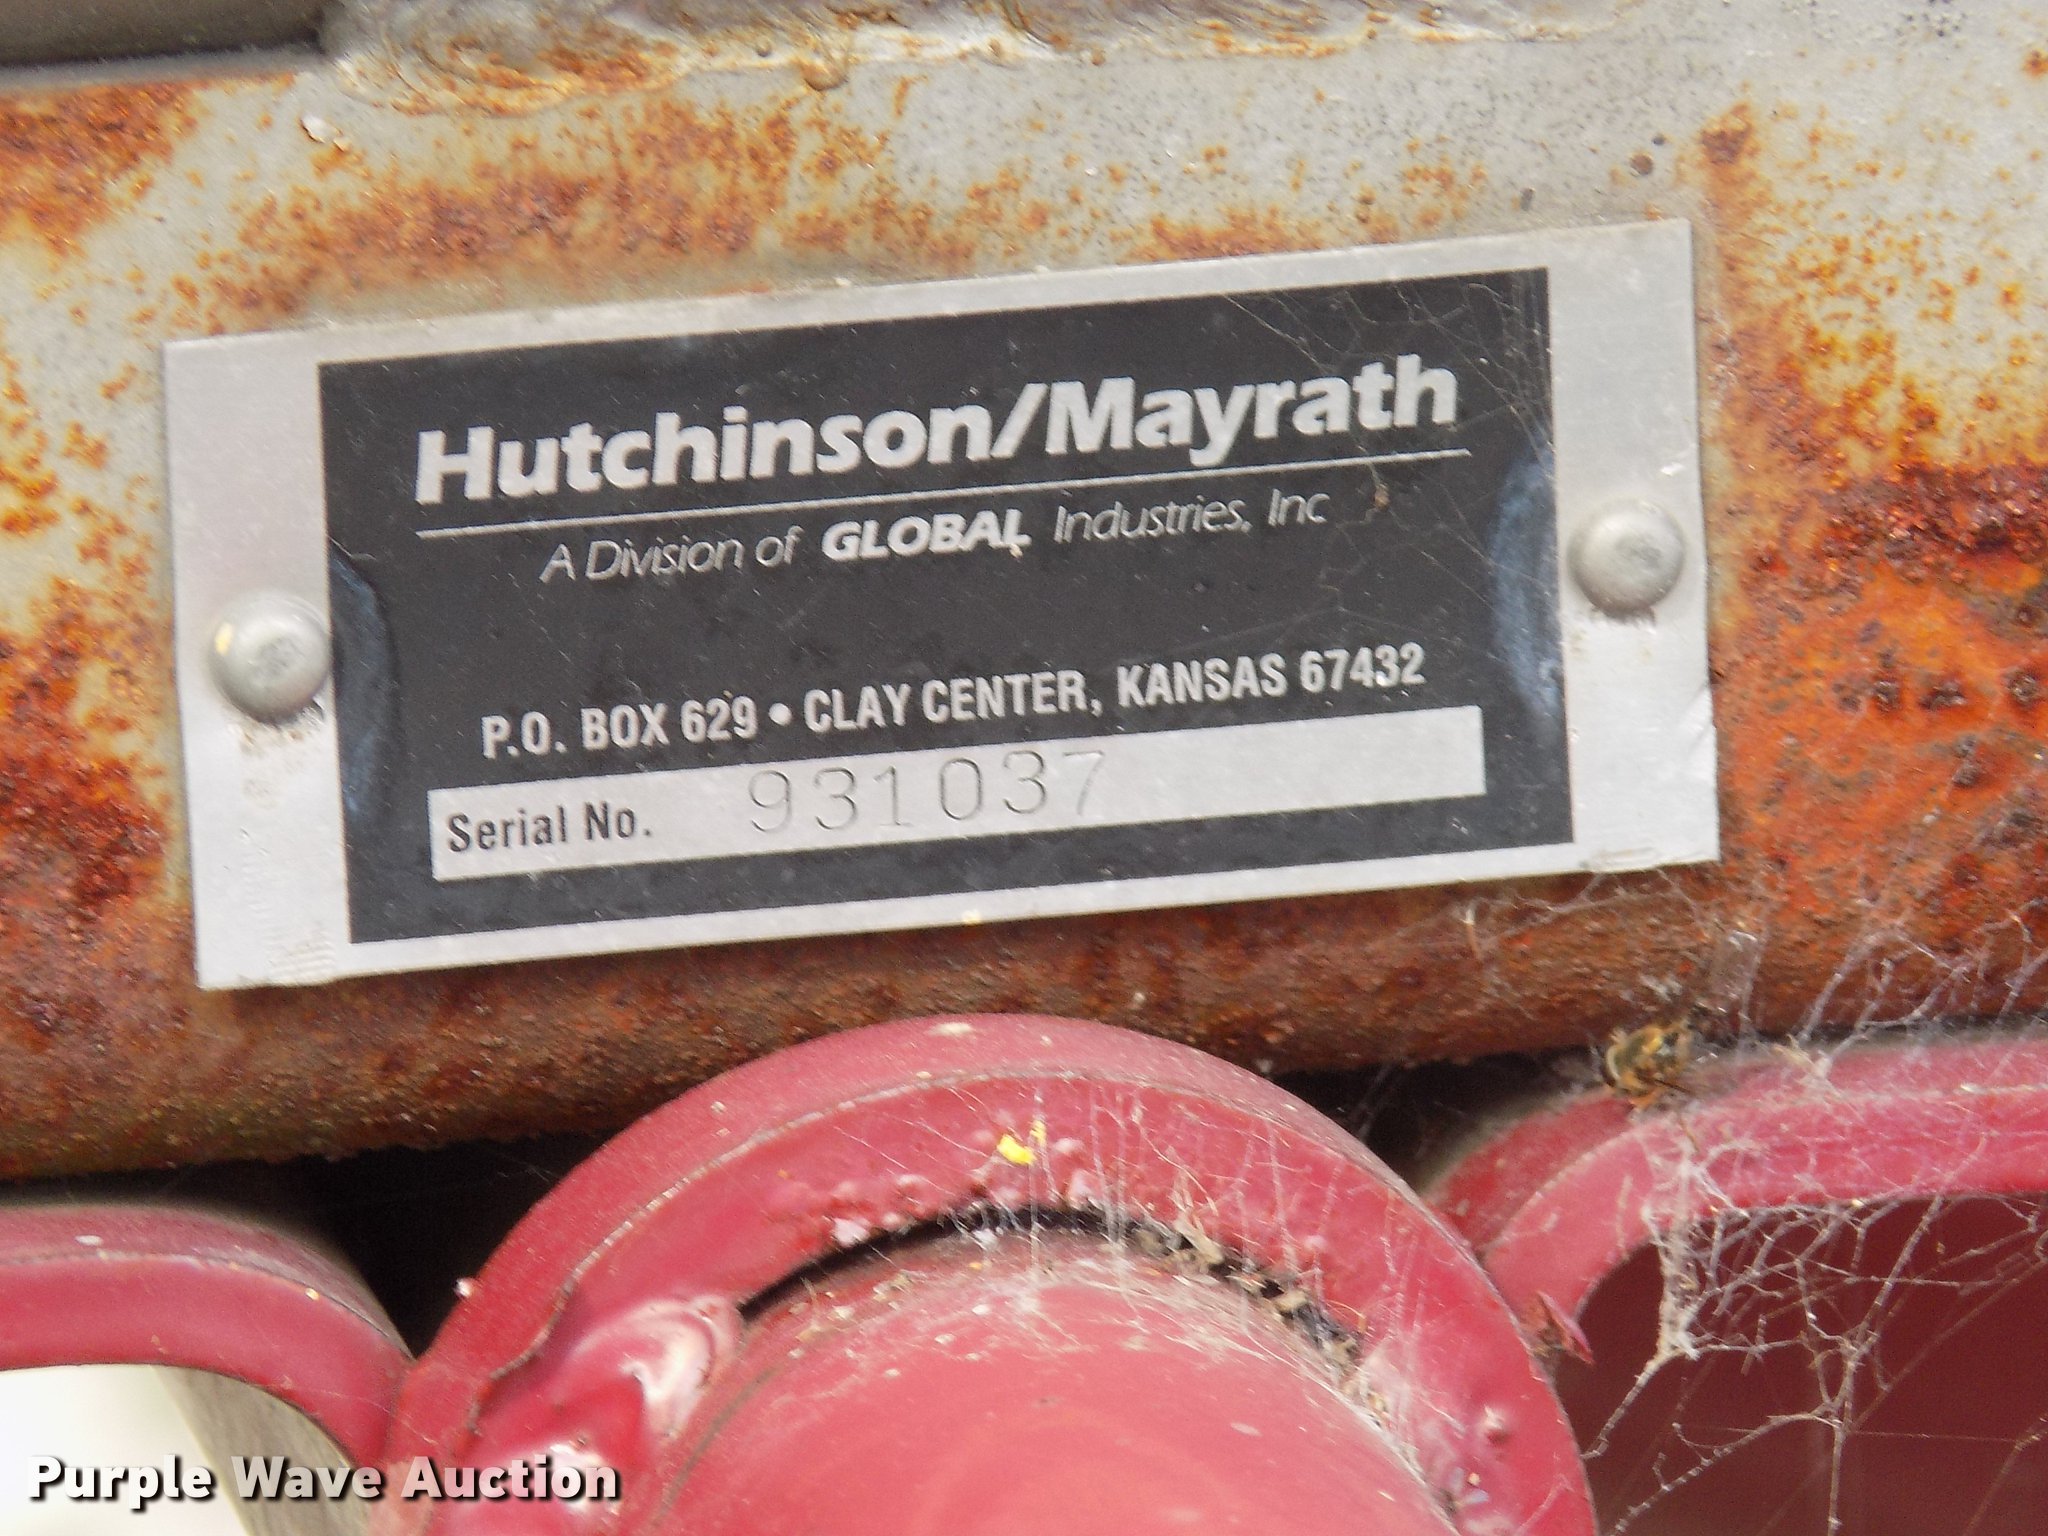 Hutchinson/Mayrath
A Division of GLOBAL Industries, Inc
P.O. BOX 629 • CLAY CENTER, KANSAS 67432
Serial No. 931037
Purple Wave Auction